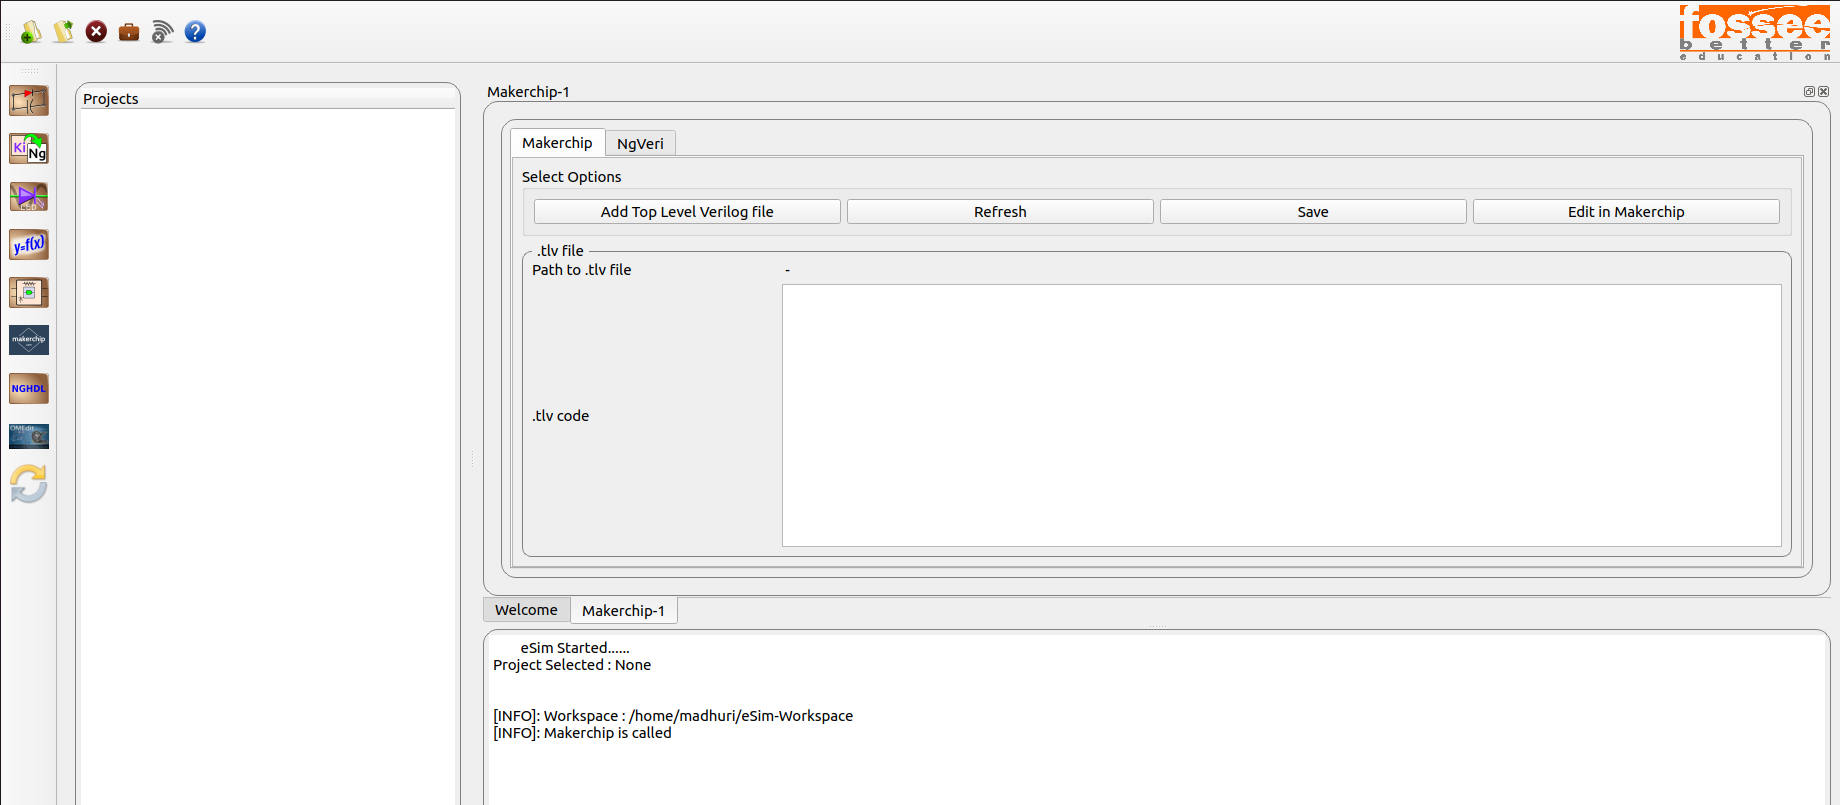 fossee
better
education
Projects
Makerchip-1
Makerchip
NgVeri
Select Options
Add Top Level Verilog file
Refresh
Save
Edit in Makerchip
.tlv file
Path to .tlv file
-
.tlv code
Ki
Ng
LED
y=f(x)
makerchip
NGHDL
OMEdit
Welcome
Makerchip-1
eSim Started......
Project Selected : None
[INFO]: Workspace : /home/madhuri/eSim-Workspace
[INFO]: Makerchip is called